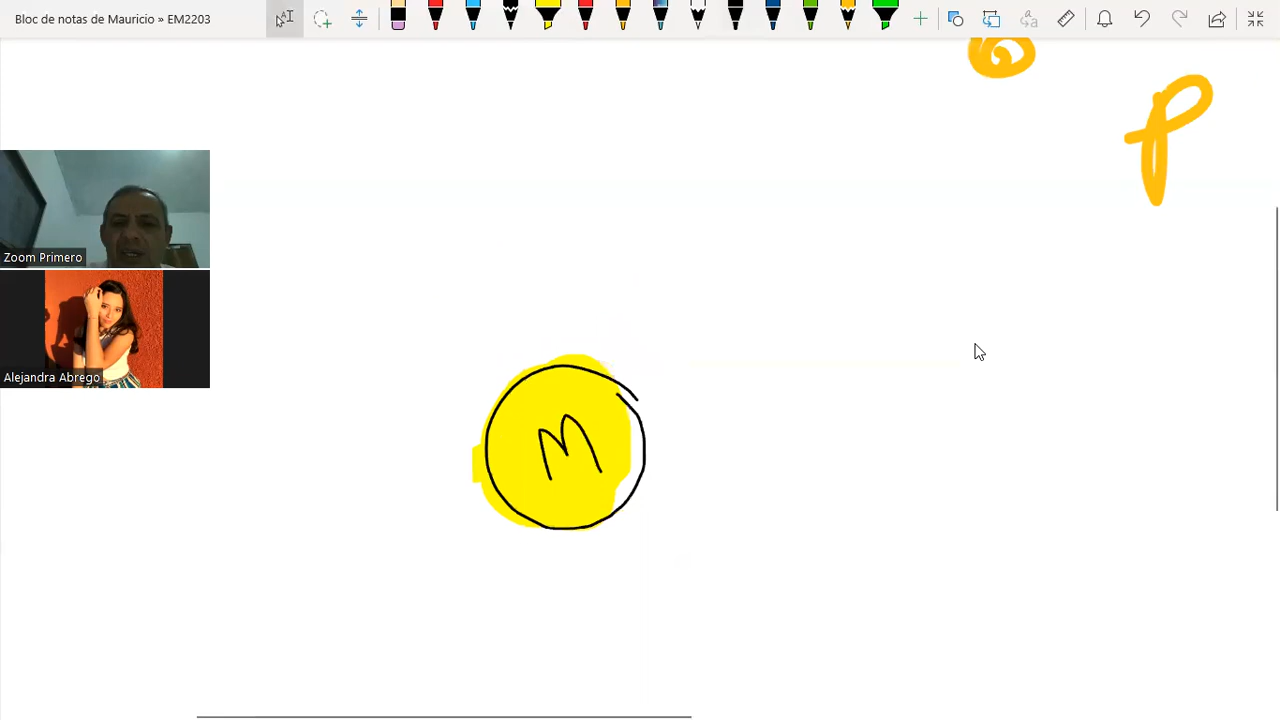 Bloc de notas de Mauricio » EM2203
P
Zoom Primero
Alejandra Abrego
M